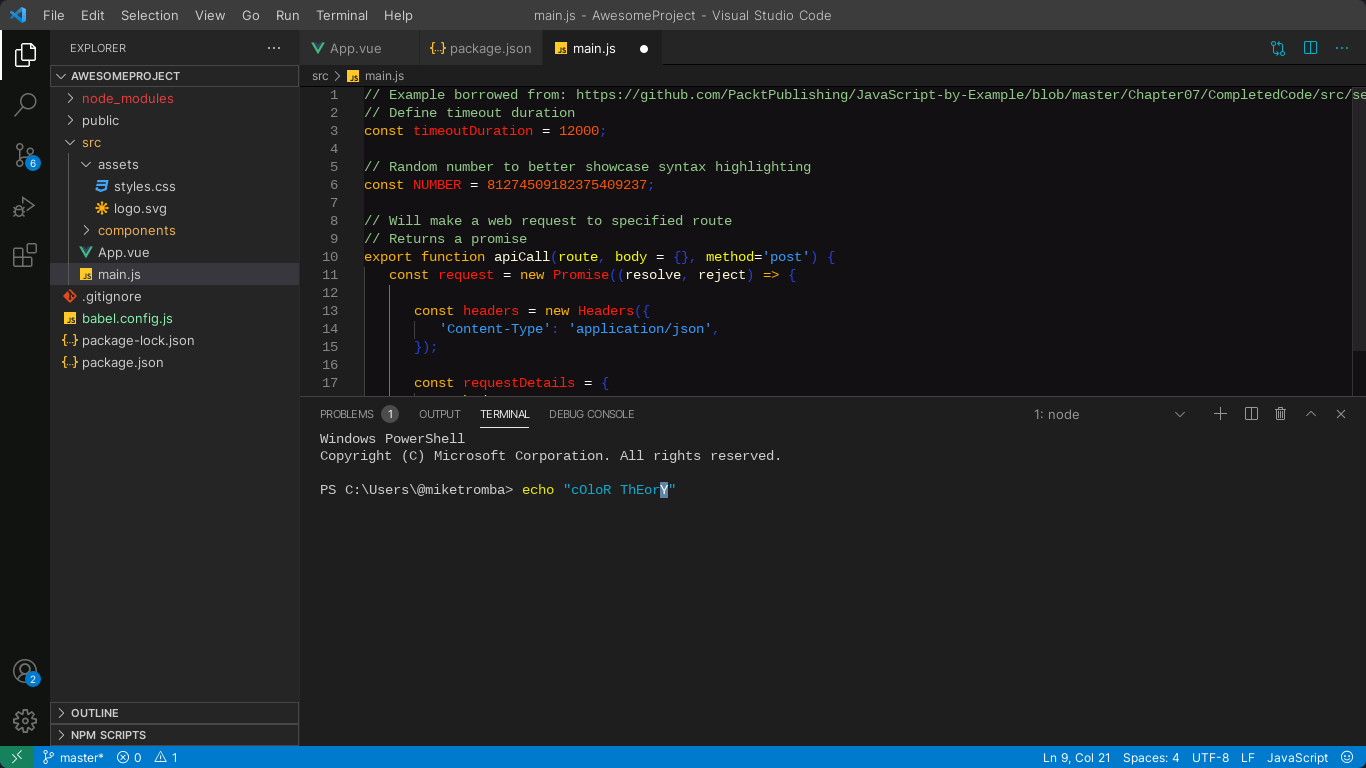 File Edit Selection View Go Run Terminal Help
main.js - AwesomeProject - Visual Studio Code
EXPLORER
AWESOMEPROJECT
node_modules
public
src
assets
styles.css
logo.svg
components
App.vue
main.js
.gitignore
babel.config.js
package-lock.json
package.json
OUTLINE
NPM SCRIPTS
6
2
App.vue package.json main.js
src main.js
1 // Example borrowed from: https://github.com/PacktPublishing/JavaScript-by-Example/blob/master/Chapter07/CompletedCode/src/se
2 // Define timeout duration
3 const timeoutDuration = 12000;
4
5 // Random number to better showcase syntax highlighting
6 const NUMBER = 81274509182375409237;
7
8 // Will make a web request to specified route
9 // Returns a promise
10 export function apiCall(route, body = {}, method='post') {
11 const request = new Promise((resolve, reject) => {
12
13 const headers = new Headers({
14 'Content-Type': 'application/json',
15 });
16
17 const requestDetails = {
PROBLEMS 1 OUTPUT TERMINAL DEBUG CONSOLE 1: node
Windows PowerShell
Copyright (C) Microsoft Corporation. All rights reserved.
PS C:\Users\@miketromba> echo "cOloR ThEorY"
master* 0 1 Ln 9, Col 21 Spaces: 4 UTF-8 LF JavaScript